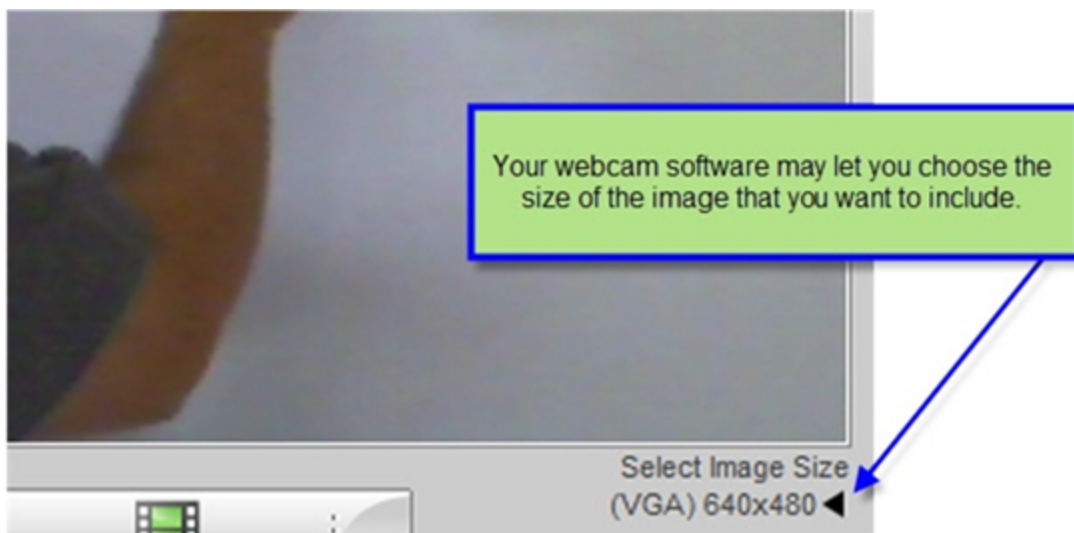 Your webcam software may let you choose the
size of the image that you want to include.
Select Image Size
(VGA) 640x480